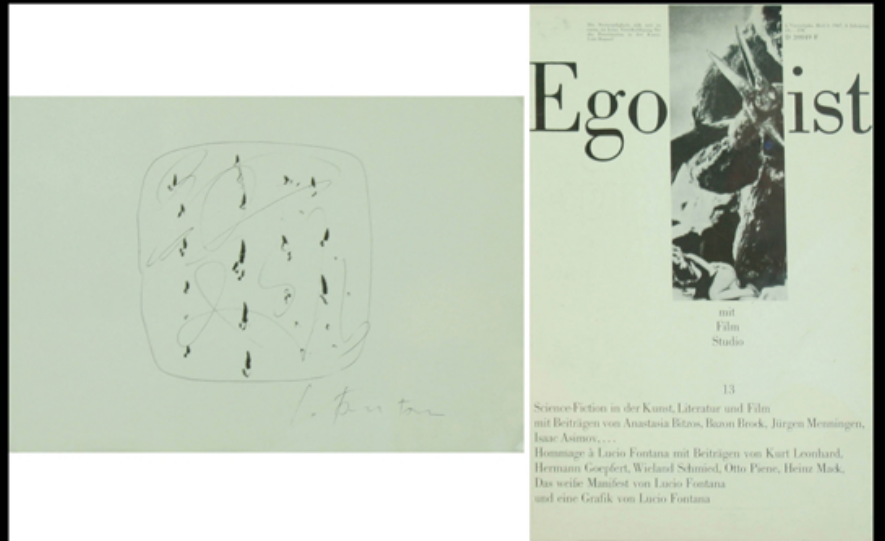 L. Fontana
Egoist
D 20049 F
mit
Film
Studio
13
Science-Fiction in der Kunst, Literatur und Film
mit Beiträgen von Anastasia Bitzos, Bazon Brock, Jürgen Menningen,
Isaac Asimov, ...
Hommage à Lucio Fontana mit Beiträgen von Kurt Leonhard,
Hermann Goepfert, Wieland Schmied, Otto Piene, Heinz Mack,
Das weiße Manifest von Lucio Fontana
und eine Grafik von Lucio Fontana